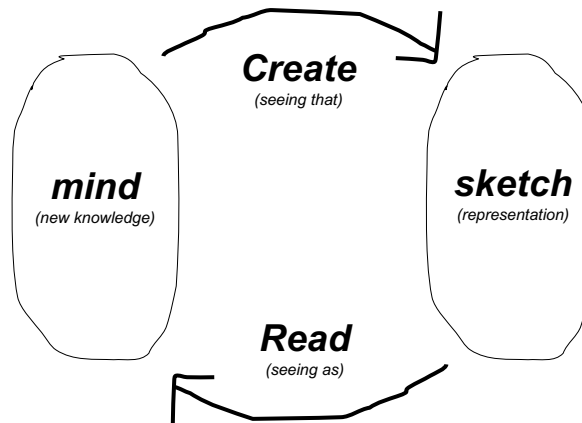 Create
(seeing that)
mind
(new knowledge)
sketch
(representation)
Read
(seeing as)